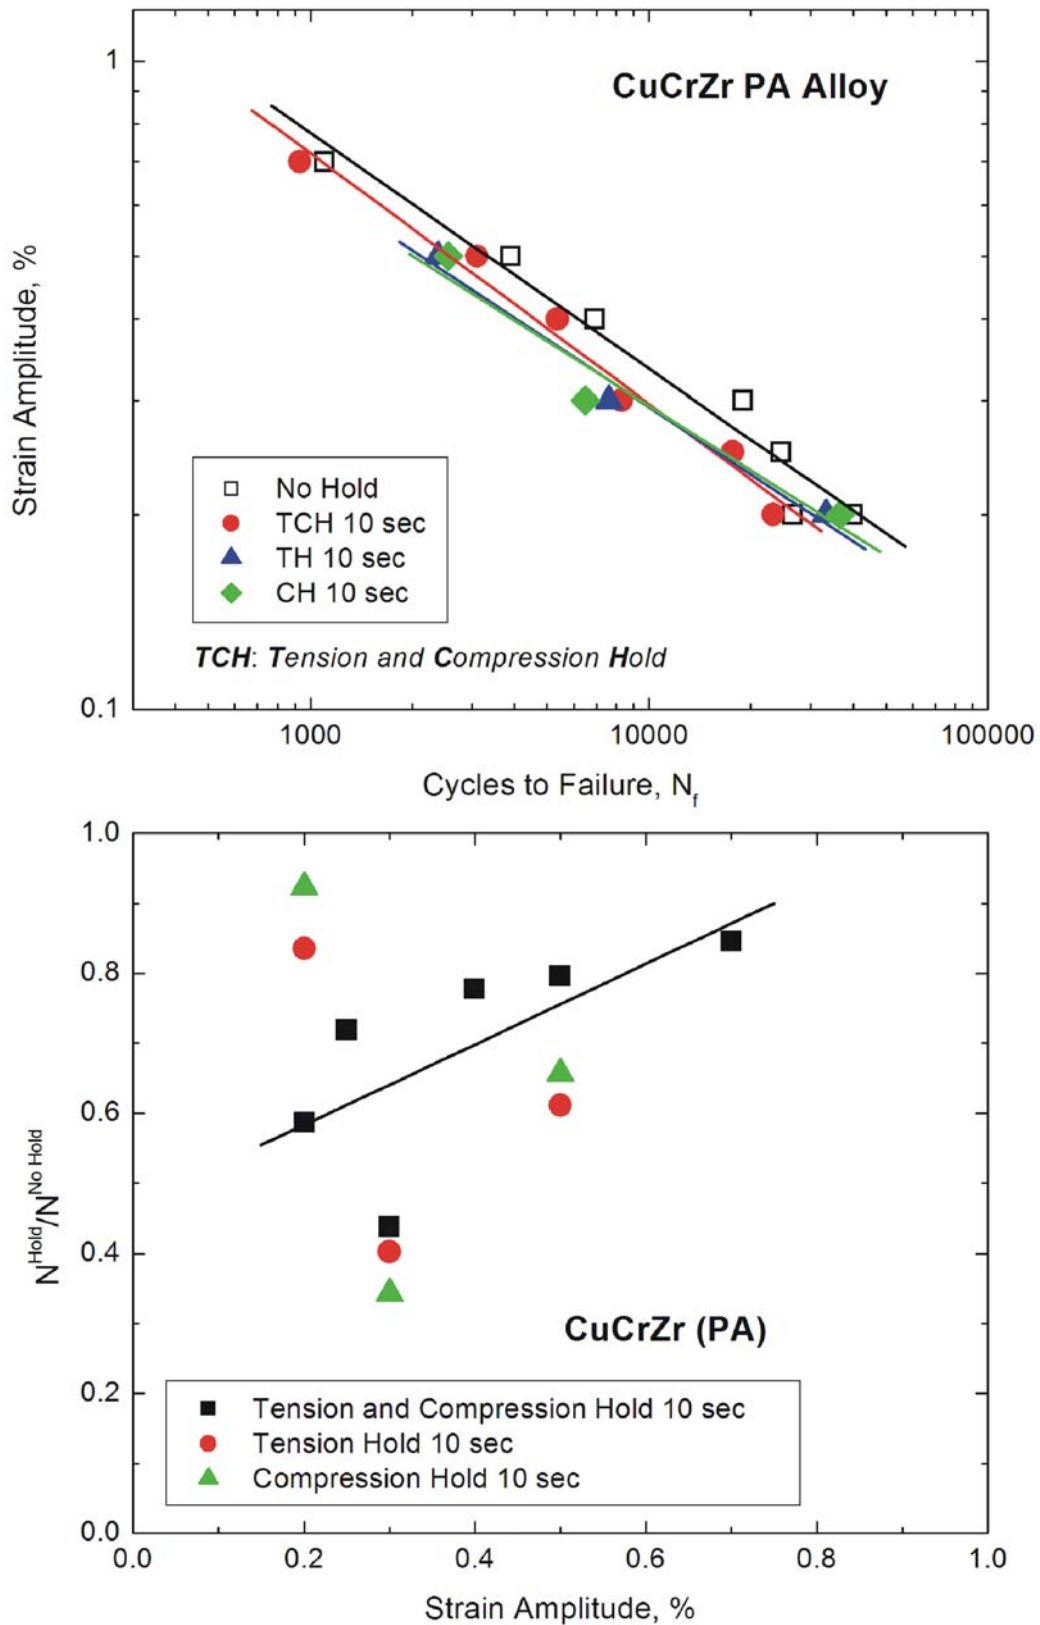 CuCrZr PA Alloy
1
Strain Amplitude, %
No Hold
TCH 10 sec
TH 10 sec
CH 10 sec
TCH: Tension and Compression Hold
0.1
1000 10000 100000
Cycles to Failure, Nf
1.0
0.8
0.6
N^Hold/N^No Hold
0.4
CuCrZr (PA)
0.2
Tension and Compression Hold 10 sec
Tension Hold 10 sec
Compression Hold 10 sec
0.0
0.0 0.2 0.4 0.6 0.8 1.0
Strain Amplitude, %